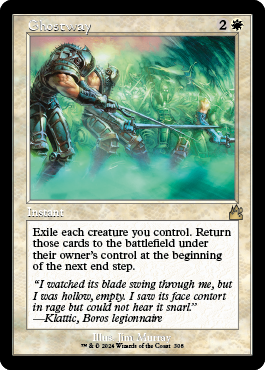 Ghostway 2
Instant
Exile each creature you control. Return
those cards to the battlefield under
their owner's control at the beginning
of the next end step.
"I watched its blade swing through me, but
I was hollow, empty. I saw its face contort
in rage but could not hear it snarl."
—Klattic, Boros legionnaire
Illus. Jim Murray
™ & © 2024 Wizards of the Coast 308